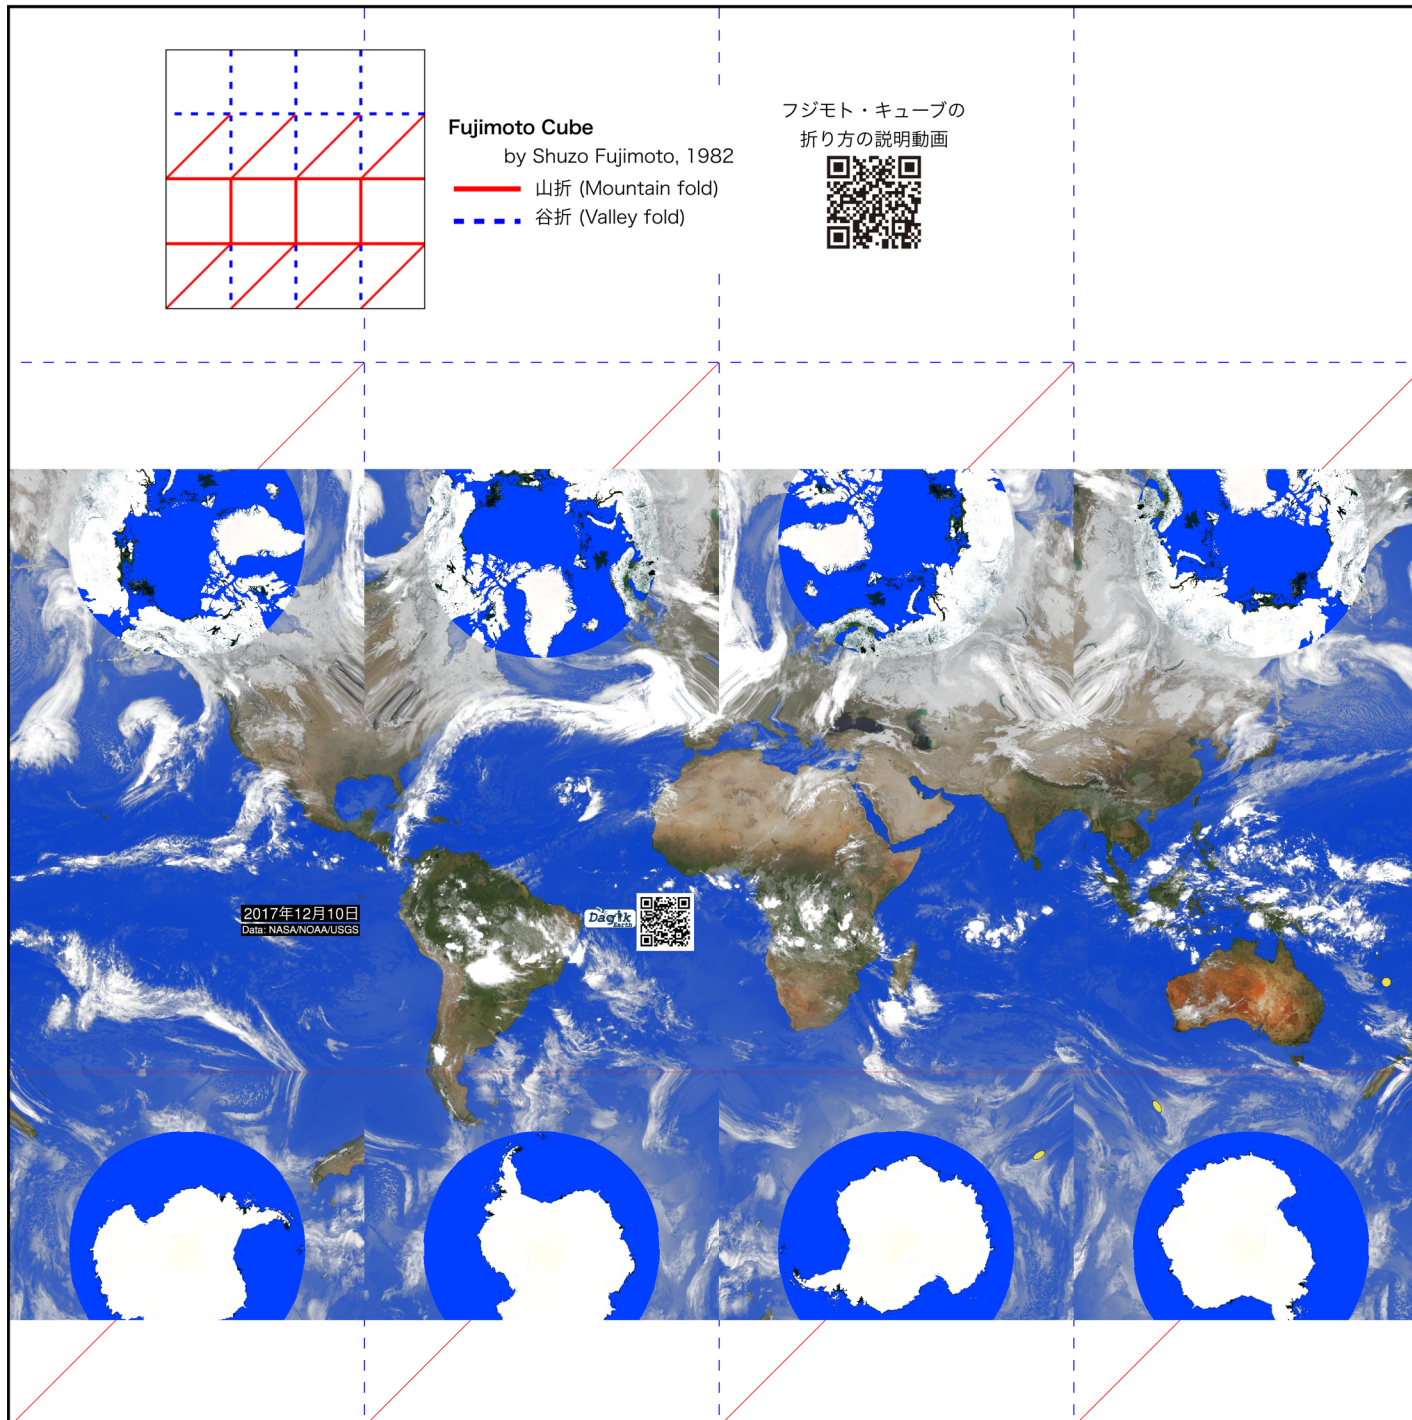 Fujimoto Cube
by Shuzo Fujimoto, 1982
山折 (Mountain fold)
谷折 (Valley fold)
フジモト・キューブの
折り方の説明動画
2017年12月10日
Data: NASA/NOAA/USGS
Dagik
Earth